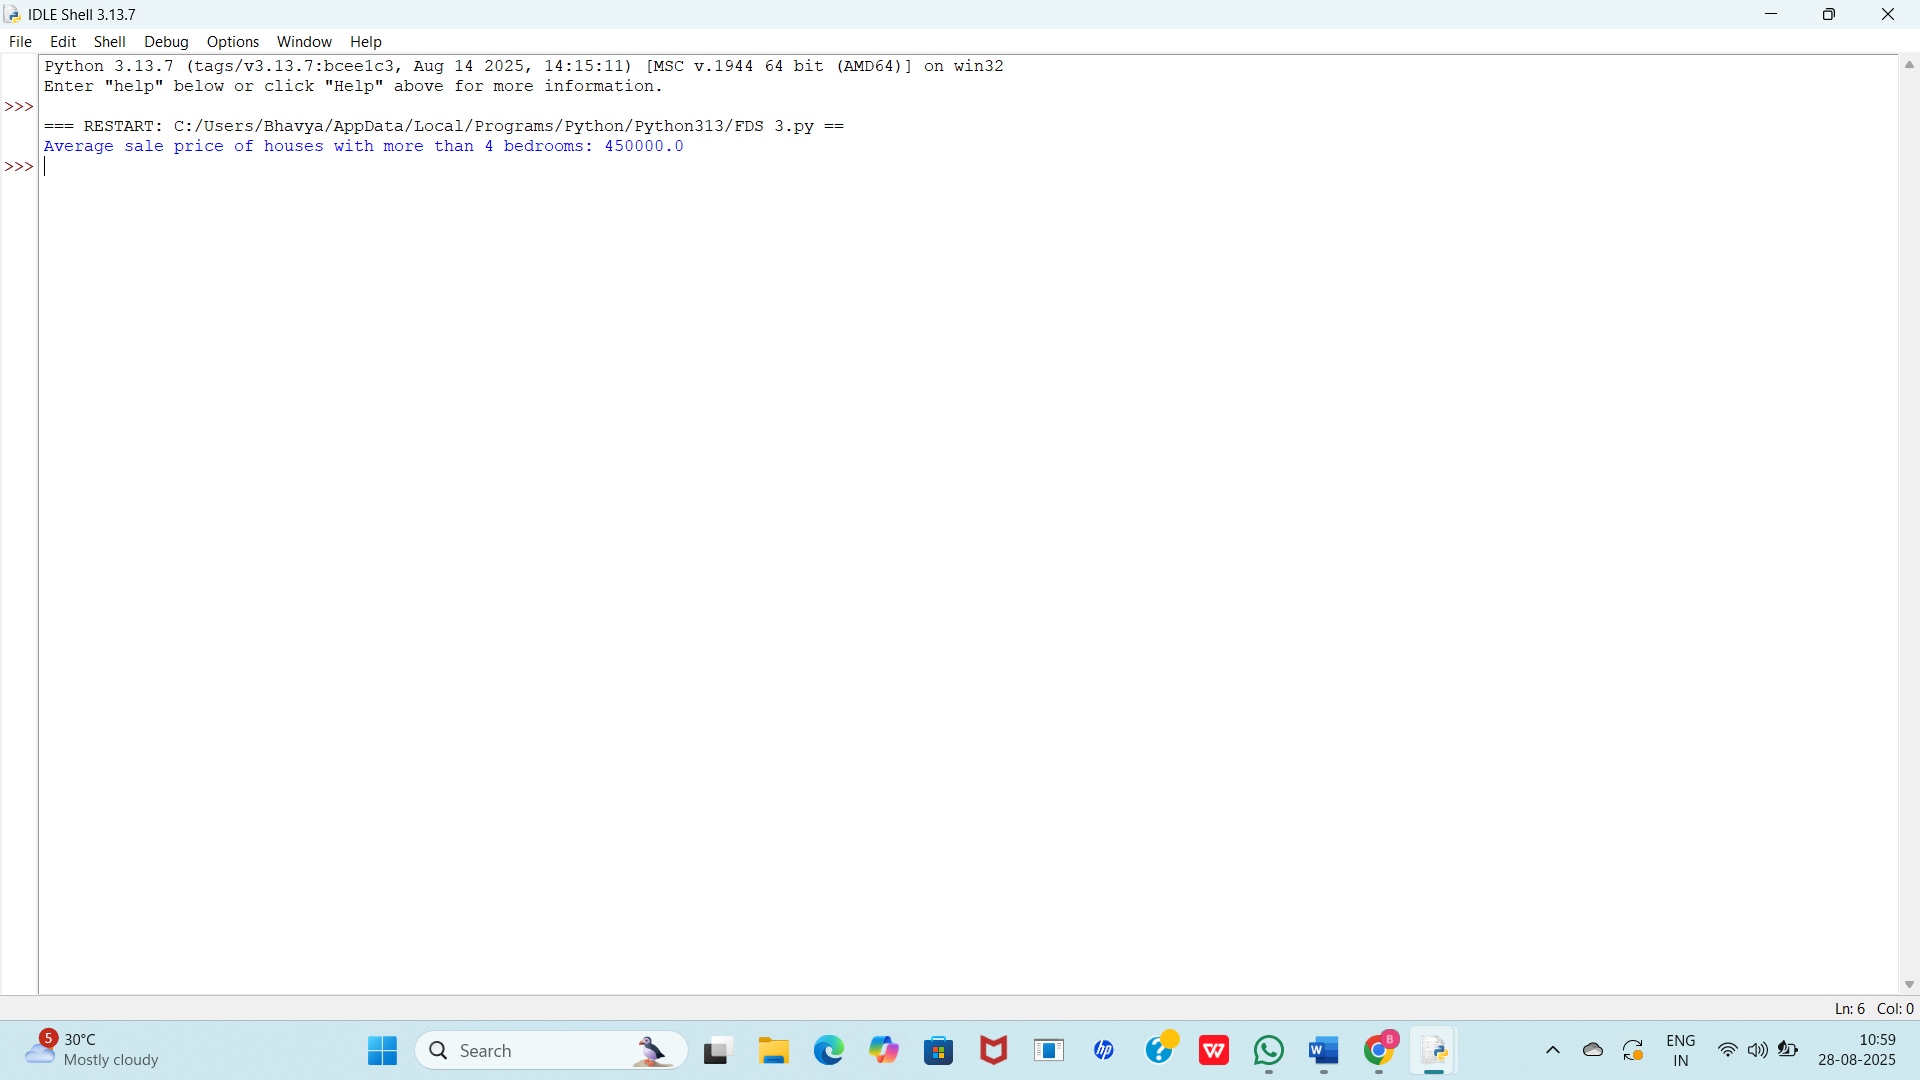 IDLE Shell 3.13.7
File Edit Shell Debug Options Window Help
Python 3.13.7 (tags/v3.13.7:bcee1c3, Aug 14 2025, 14:15:11) [MSC v.1944 64 bit (AMD64)] on win32
Enter "help" below or click "Help" above for more information.
>>>
=== RESTART: C:/Users/Bhavya/AppData/Local/Programs/Python/Python313/FDS 3.py ==
Average sale price of houses with more than 4 bedrooms: 450000.0
>>>
Ln: 6 Col: 0
5 30°C
Mostly cloudy
Search
hp
?
W
W
B
ENG
IN
10:59
28-08-2025